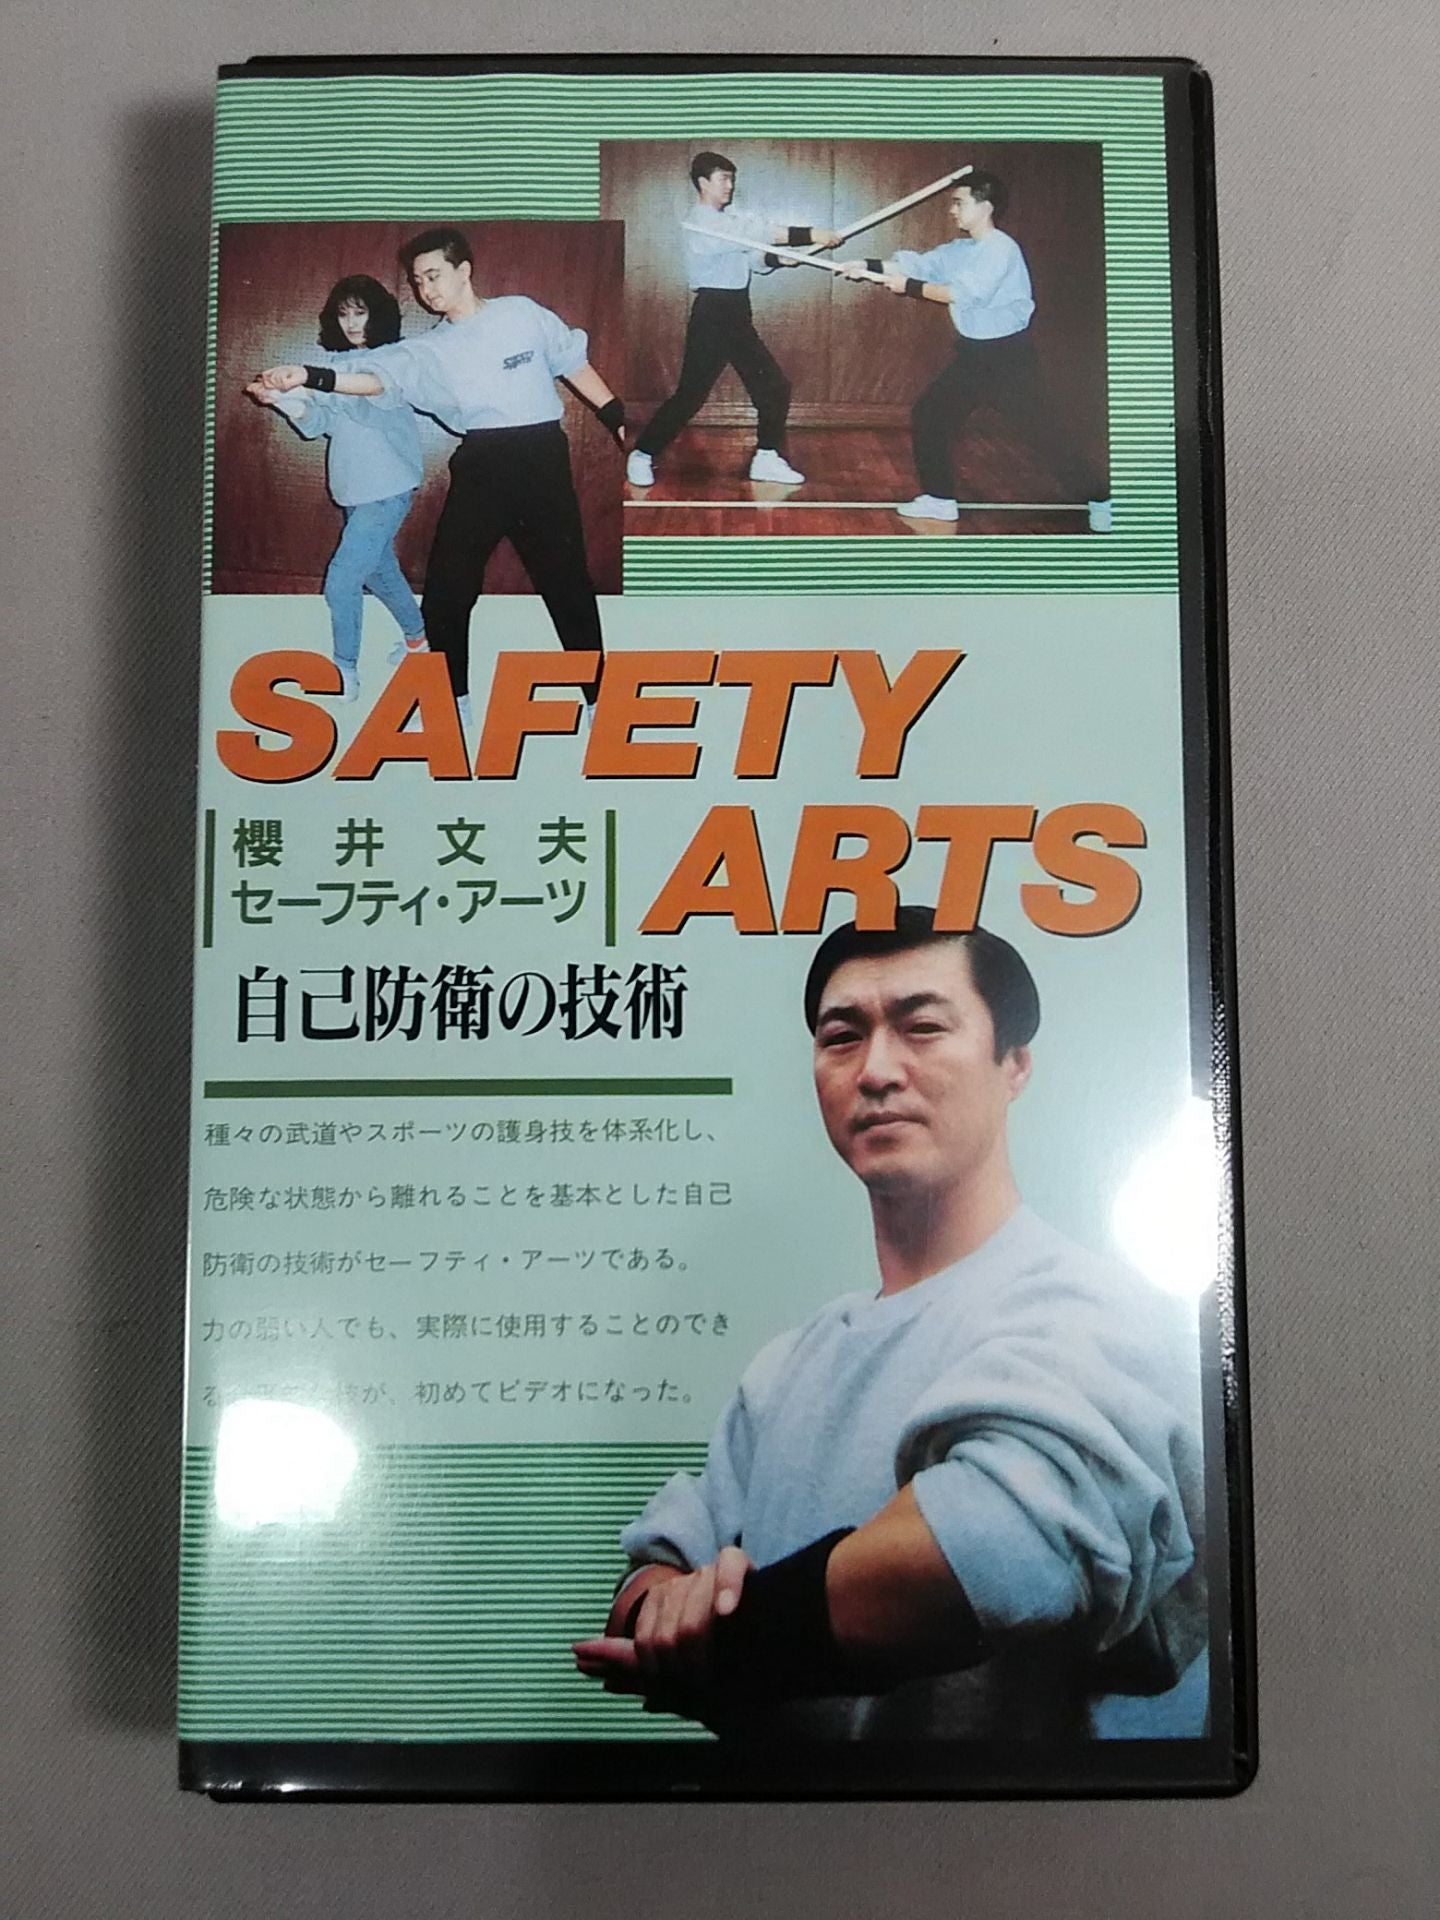 SAFETY
ARTS
櫻井文夫
セーフティ・アーツ
自己防衛の技術
種々の武道やスポーツの護身技を体系化し、
危険な状態から離れることを基本とした自己
防衛の技術がセーフティ・アーツである。
力の弱い人でも、実際に使用することのでき
る が、初めてビデオになった。